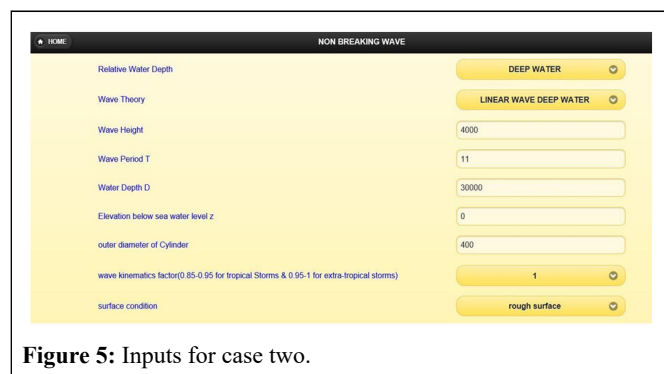 HOME NON BREAKING WAVE
Relative Water Depth DEEP WATER
Wave Theory LINEAR WAVE DEEP WATER
Wave Height 4000
Wave Period T 11
Water Depth D 30000
Elevation below sea water level z 0
outer diameter of Cylinder 400
wave kinematics factor(0.85-0.95 for tropical Storms & 0.95-1 for extra-tropical storms) 1
surface condition rough surface
Figure 5: Inputs for case two.